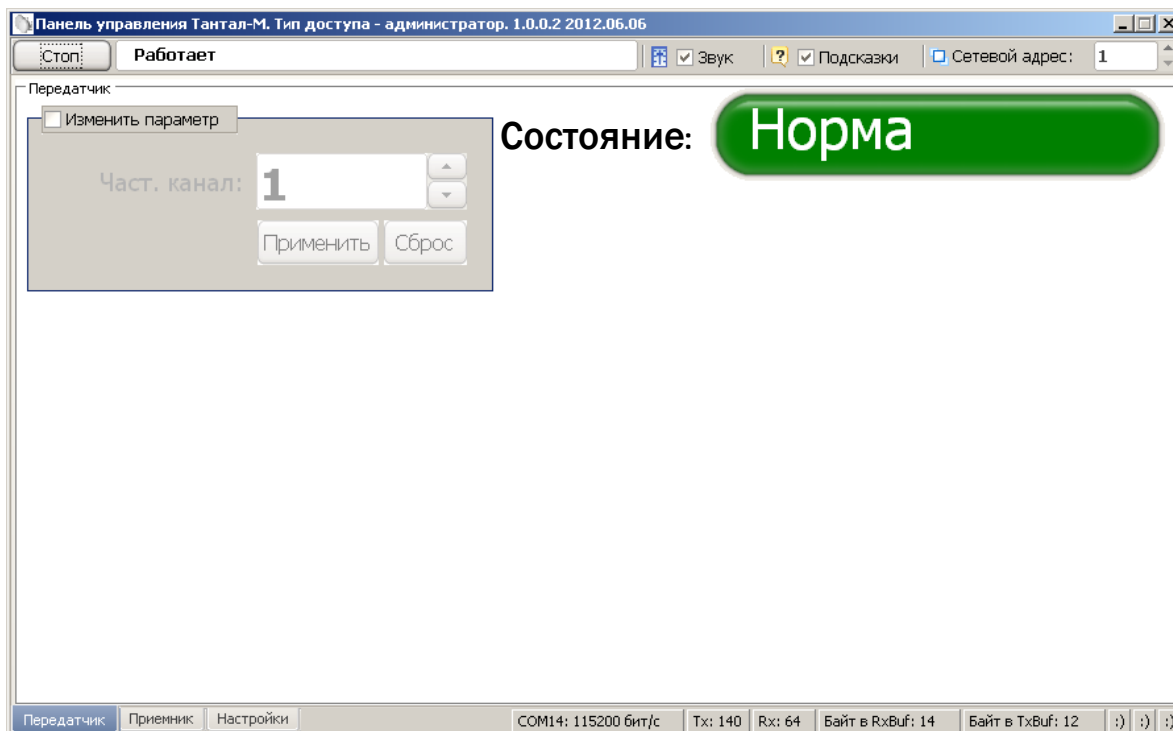 Панель управления Тантал-М. Тип доступа - администратор. 1.0.0.2 2012.06.06
Стоп Работает Звук Подсказки Сетевой адрес: 1
Передатчик
Изменить параметр
Част. канал: 1
Применить Сброс
Состояние: Норма
Передатчик Приемник Настройки COM14: 115200 бит/с Tx: 140 Rx: 64 Байт в RxBuf: 14 Байт в TxBuf: 12 :) :) :)